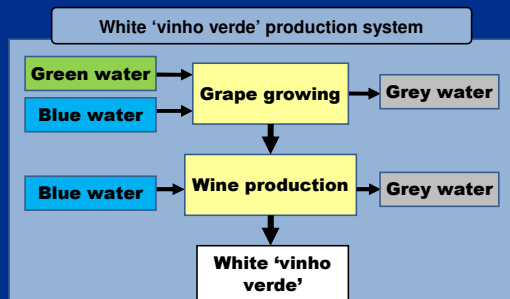 White ‘vinho verde’ production system
Green water
Grape growing
Grey water
Blue water
Blue water
Wine production
Grey water
White ‘vinho
verde’